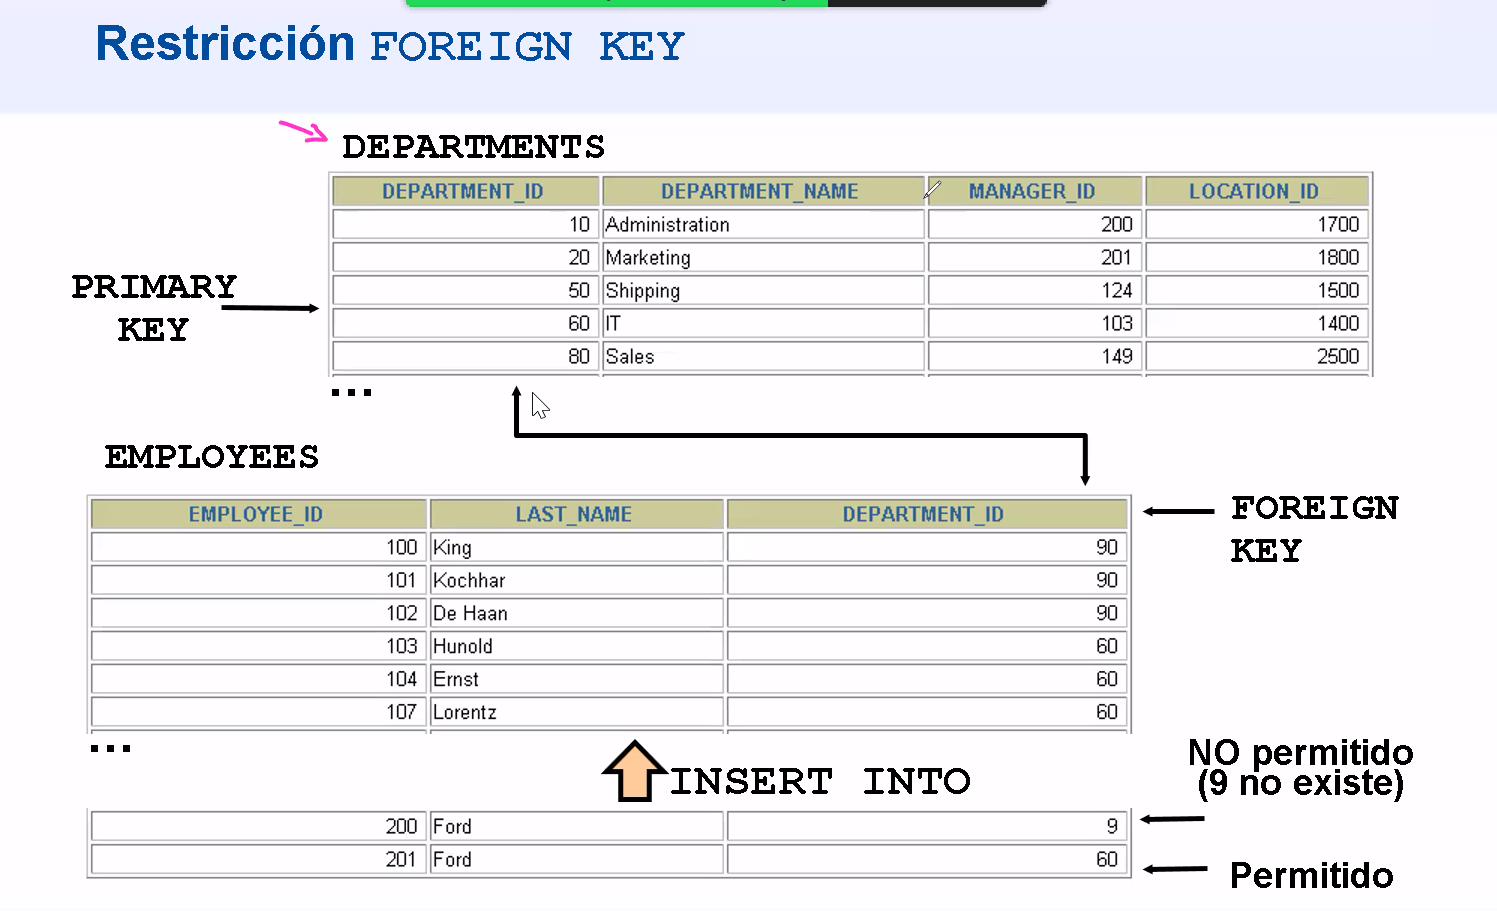 Restricción FOREIGN KEY
DEPARTMENTS
DEPARTMENT_ID DEPARTMENT_NAME MANAGER_ID LOCATION_ID
10 Administration 200 1700
20 Marketing 201 1800
50 Shipping 124 1500
60 IT 103 1400
80 Sales 149 2500
...
PRIMARY
KEY
EMPLOYEES
EMPLOYEE_ID LAST_NAME DEPARTMENT_ID
100 King 90
101 Kochhar 90
102 De Haan 90
103 Hunold 60
104 Ernst 60
107 Lorentz 60
...
FOREIGN
KEY
INSERT INTO
200 Ford 9
201 Ford 60
NO permitido
(9 no existe)
Permitido